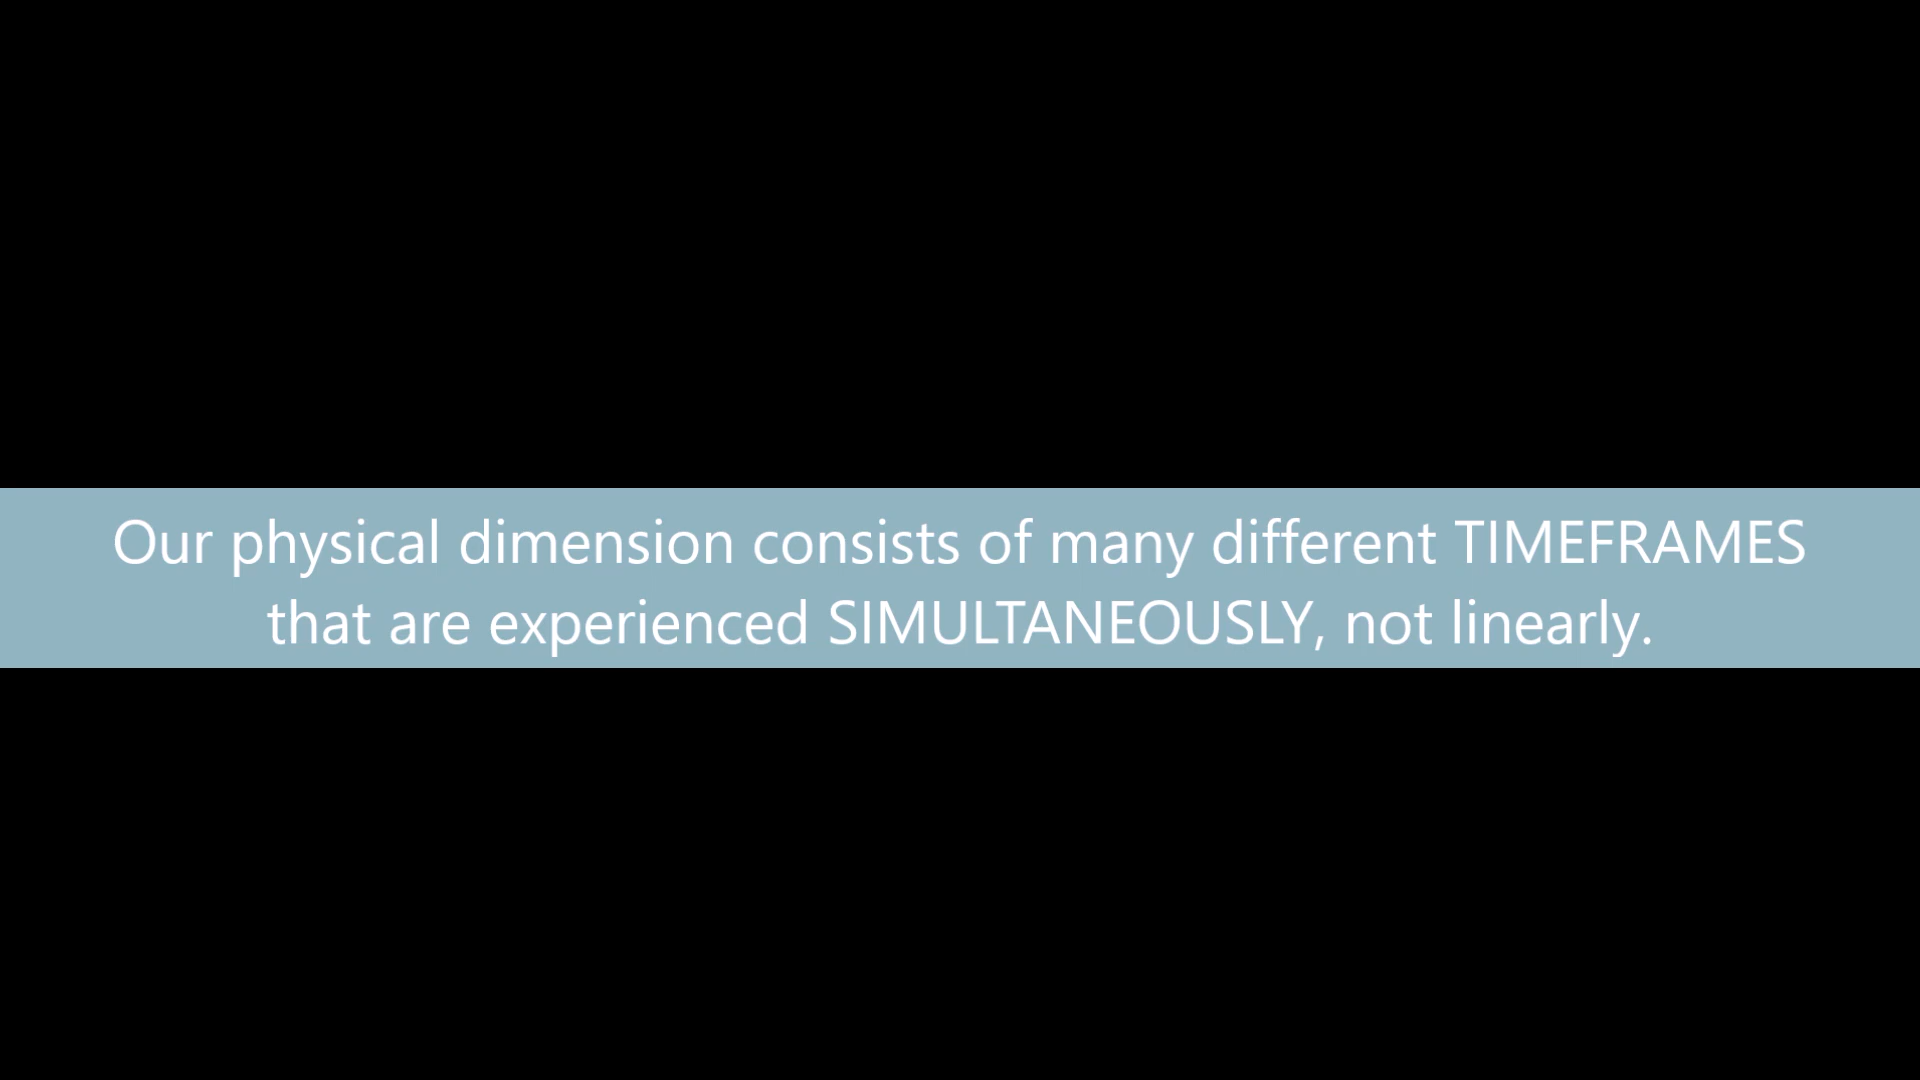 Our physical dimension consists of many different TIMEFRAMES
that are experienced SIMULTANEOUSLY, not linearly.